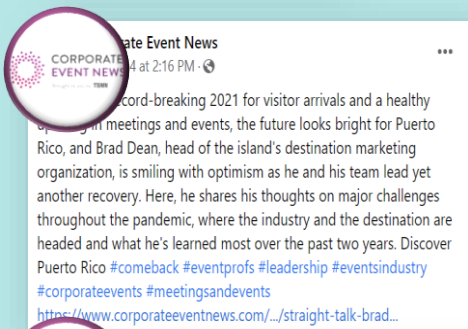 CORPORATE
EVENT NEWS
TSNN
ate Event News
4 at 2:16 PM
cord-breaking 2021 for visitor arrivals and a healthy
in meetings and events, the future looks bright for Puerto
Rico, and Brad Dean, head of the island's destination marketing
organization, is smiling with optimism as he and his team lead yet
another recovery. Here, he shares his thoughts on major challenges
throughout the pandemic, where the industry and the destination are
headed and what he's learned most over the past two years. Discover
Puerto Rico #comeback #eventprofs #leadership #eventsindustry
#corporateevents #meetingsandevents
https://www.corporateeventnews.com/.../straight-talk-brad...